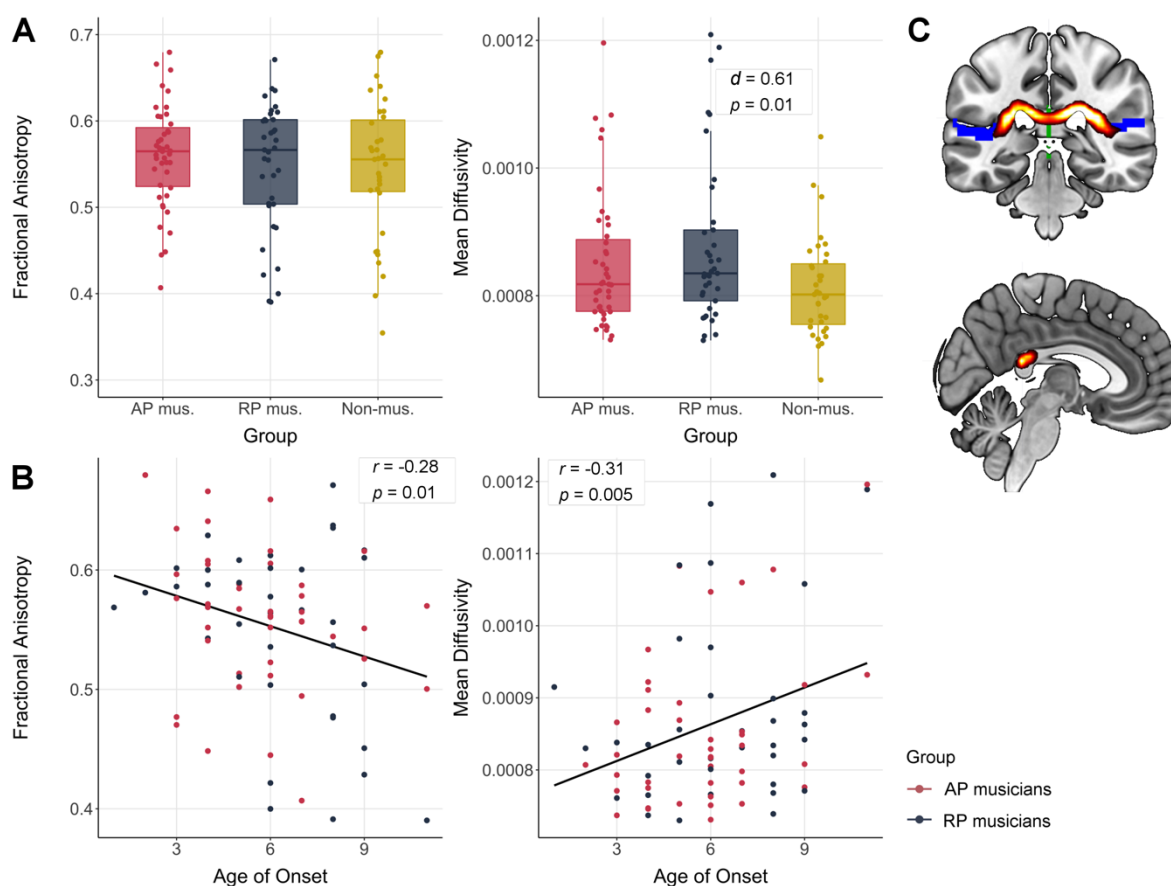 A
Fractional Anisotropy
0.7
0.6
0.5
0.4
0.3
AP mus.
RP mus.
Non-mus.
Group
Mean Diffusivity
0.0012
0.0010
0.0008
d = 0.61
p = 0.01
AP mus.
RP mus.
Non-mus.
Group
C
B
Fractional Anisotropy
0.6
0.5
0.4
r = -0.28
p = 0.01
3
6
9
Age of Onset
Mean Diffusivity
0.0012
0.0011
0.0010
0.0009
0.0008
r = -0.31
p = 0.005
3
6
9
Age of Onset
Group
AP musicians
RP musicians